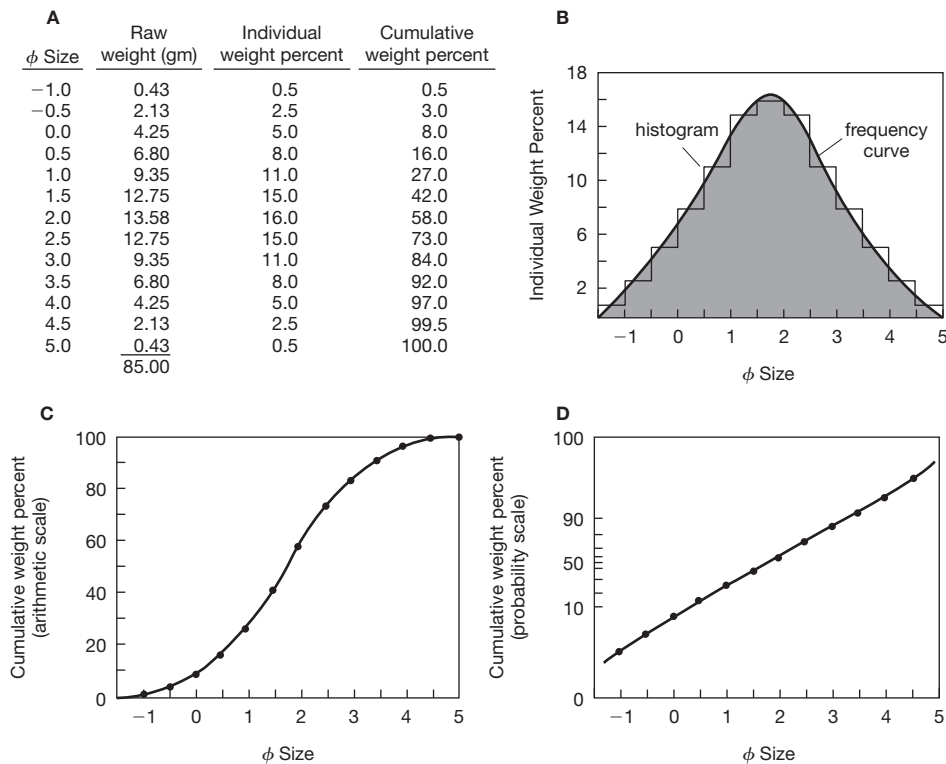 A
Raw Individual Cumulative
ϕ Size weight (gm) weight percent weight percent
−1.0 0.43 0.5 0.5
−0.5 2.13 2.5 3.0
0.0 4.25 5.0 8.0
0.5 6.80 8.0 16.0
1.0 9.35 11.0 27.0
1.5 12.75 15.0 42.0
2.0 13.58 16.0 58.0
2.5 12.75 15.0 73.0
3.0 9.35 11.0 84.0
3.5 6.80 8.0 92.0
4.0 4.25 5.0 97.0
4.5 2.13 2.5 99.5
5.0 0.43 0.5 100.0
85.00
B
Individual Weight Percent
18
14
10
6
2
histogram
frequency
curve
−1 0 1 2 3 4 5
ϕ Size
C
Cumulative weight percent
(arithmetic scale)
100
80
60
40
20
0
−1 0 1 2 3 4 5
ϕ Size
D
Cumulative weight percent
(probability scale)
100
90
50
10
0
−1 0 1 2 3 4 5
ϕ Size